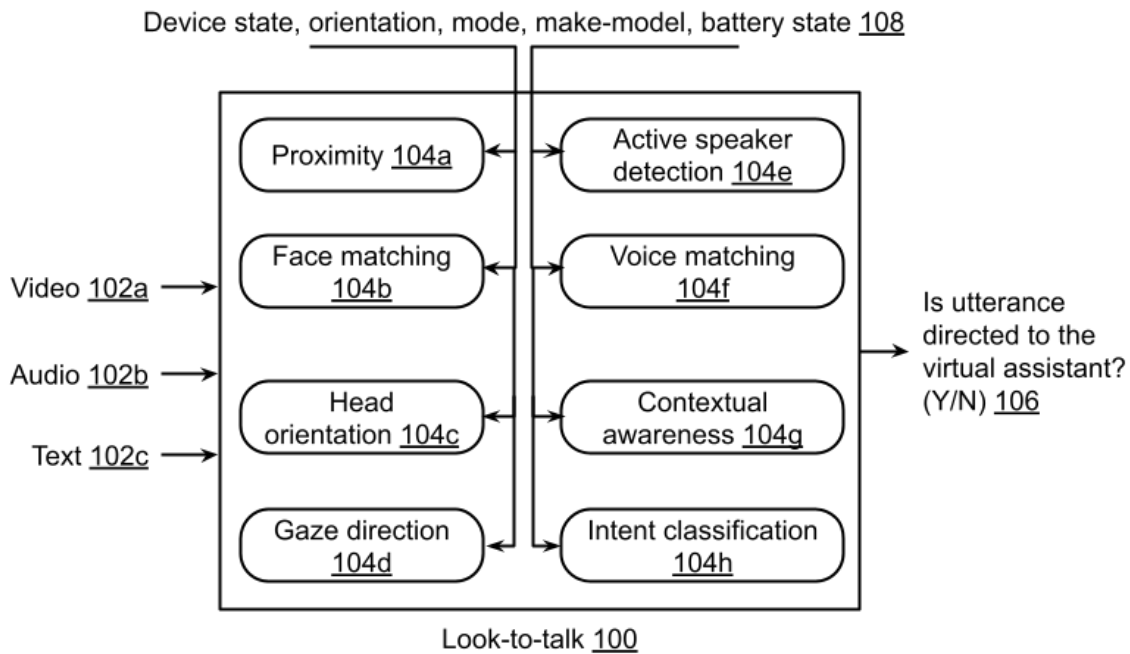 Device state, orientation, mode, make-model, battery state 108
Proximity 104a
Active speaker
detection 104e
Face matching
104b
Voice matching
104f
Video 102a
Audio 102b
Text 102c
Head
orientation 104c
Contextual
awareness 104g
Gaze direction
104d
Intent classification
104h
Is utterance
directed to the
virtual assistant?
(Y/N) 106
Look-to-talk 100